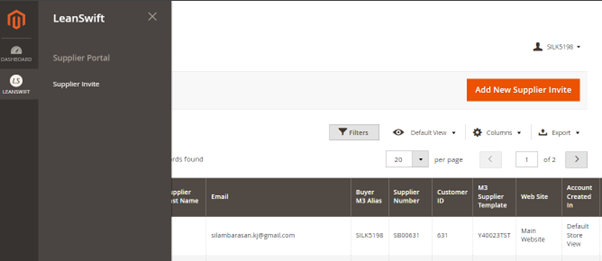 LeanSwift
SILK5198
DASHBOARD
Supplier Portal
LS
LEANSWIFT
Supplier Invite
Add New Supplier Invite
Filters
Default View
Columns
Export
rds found
20
per page
1
of 2
upplier
st Name
Email
Buyer
M3 Alias
Supplier
Number
Customer
ID
M3
Supplier
Template
Web Site
Account
Created
In
silambarasan.kj@gmail.com
SILK5198
SB00631
631
Y40023TST
Main
Website
Default
Store
View